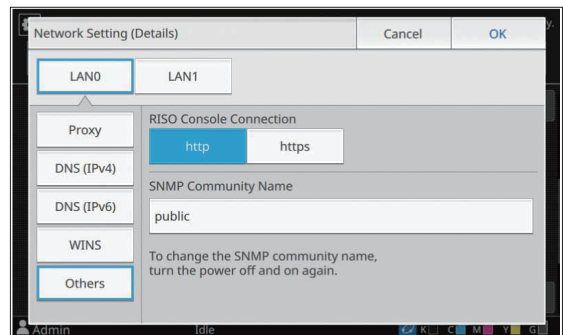 Network Setting (Details)
Cancel
OK
LAN0
LAN1
Proxy
DNS (IPv4)
DNS (IPv6)
WINS
Others
RISO Console Connection
http
https
SNMP Community Name
public
To change the SNMP community name,
turn the power off and on again.
Admin
Idle
K
C
M
Y
G